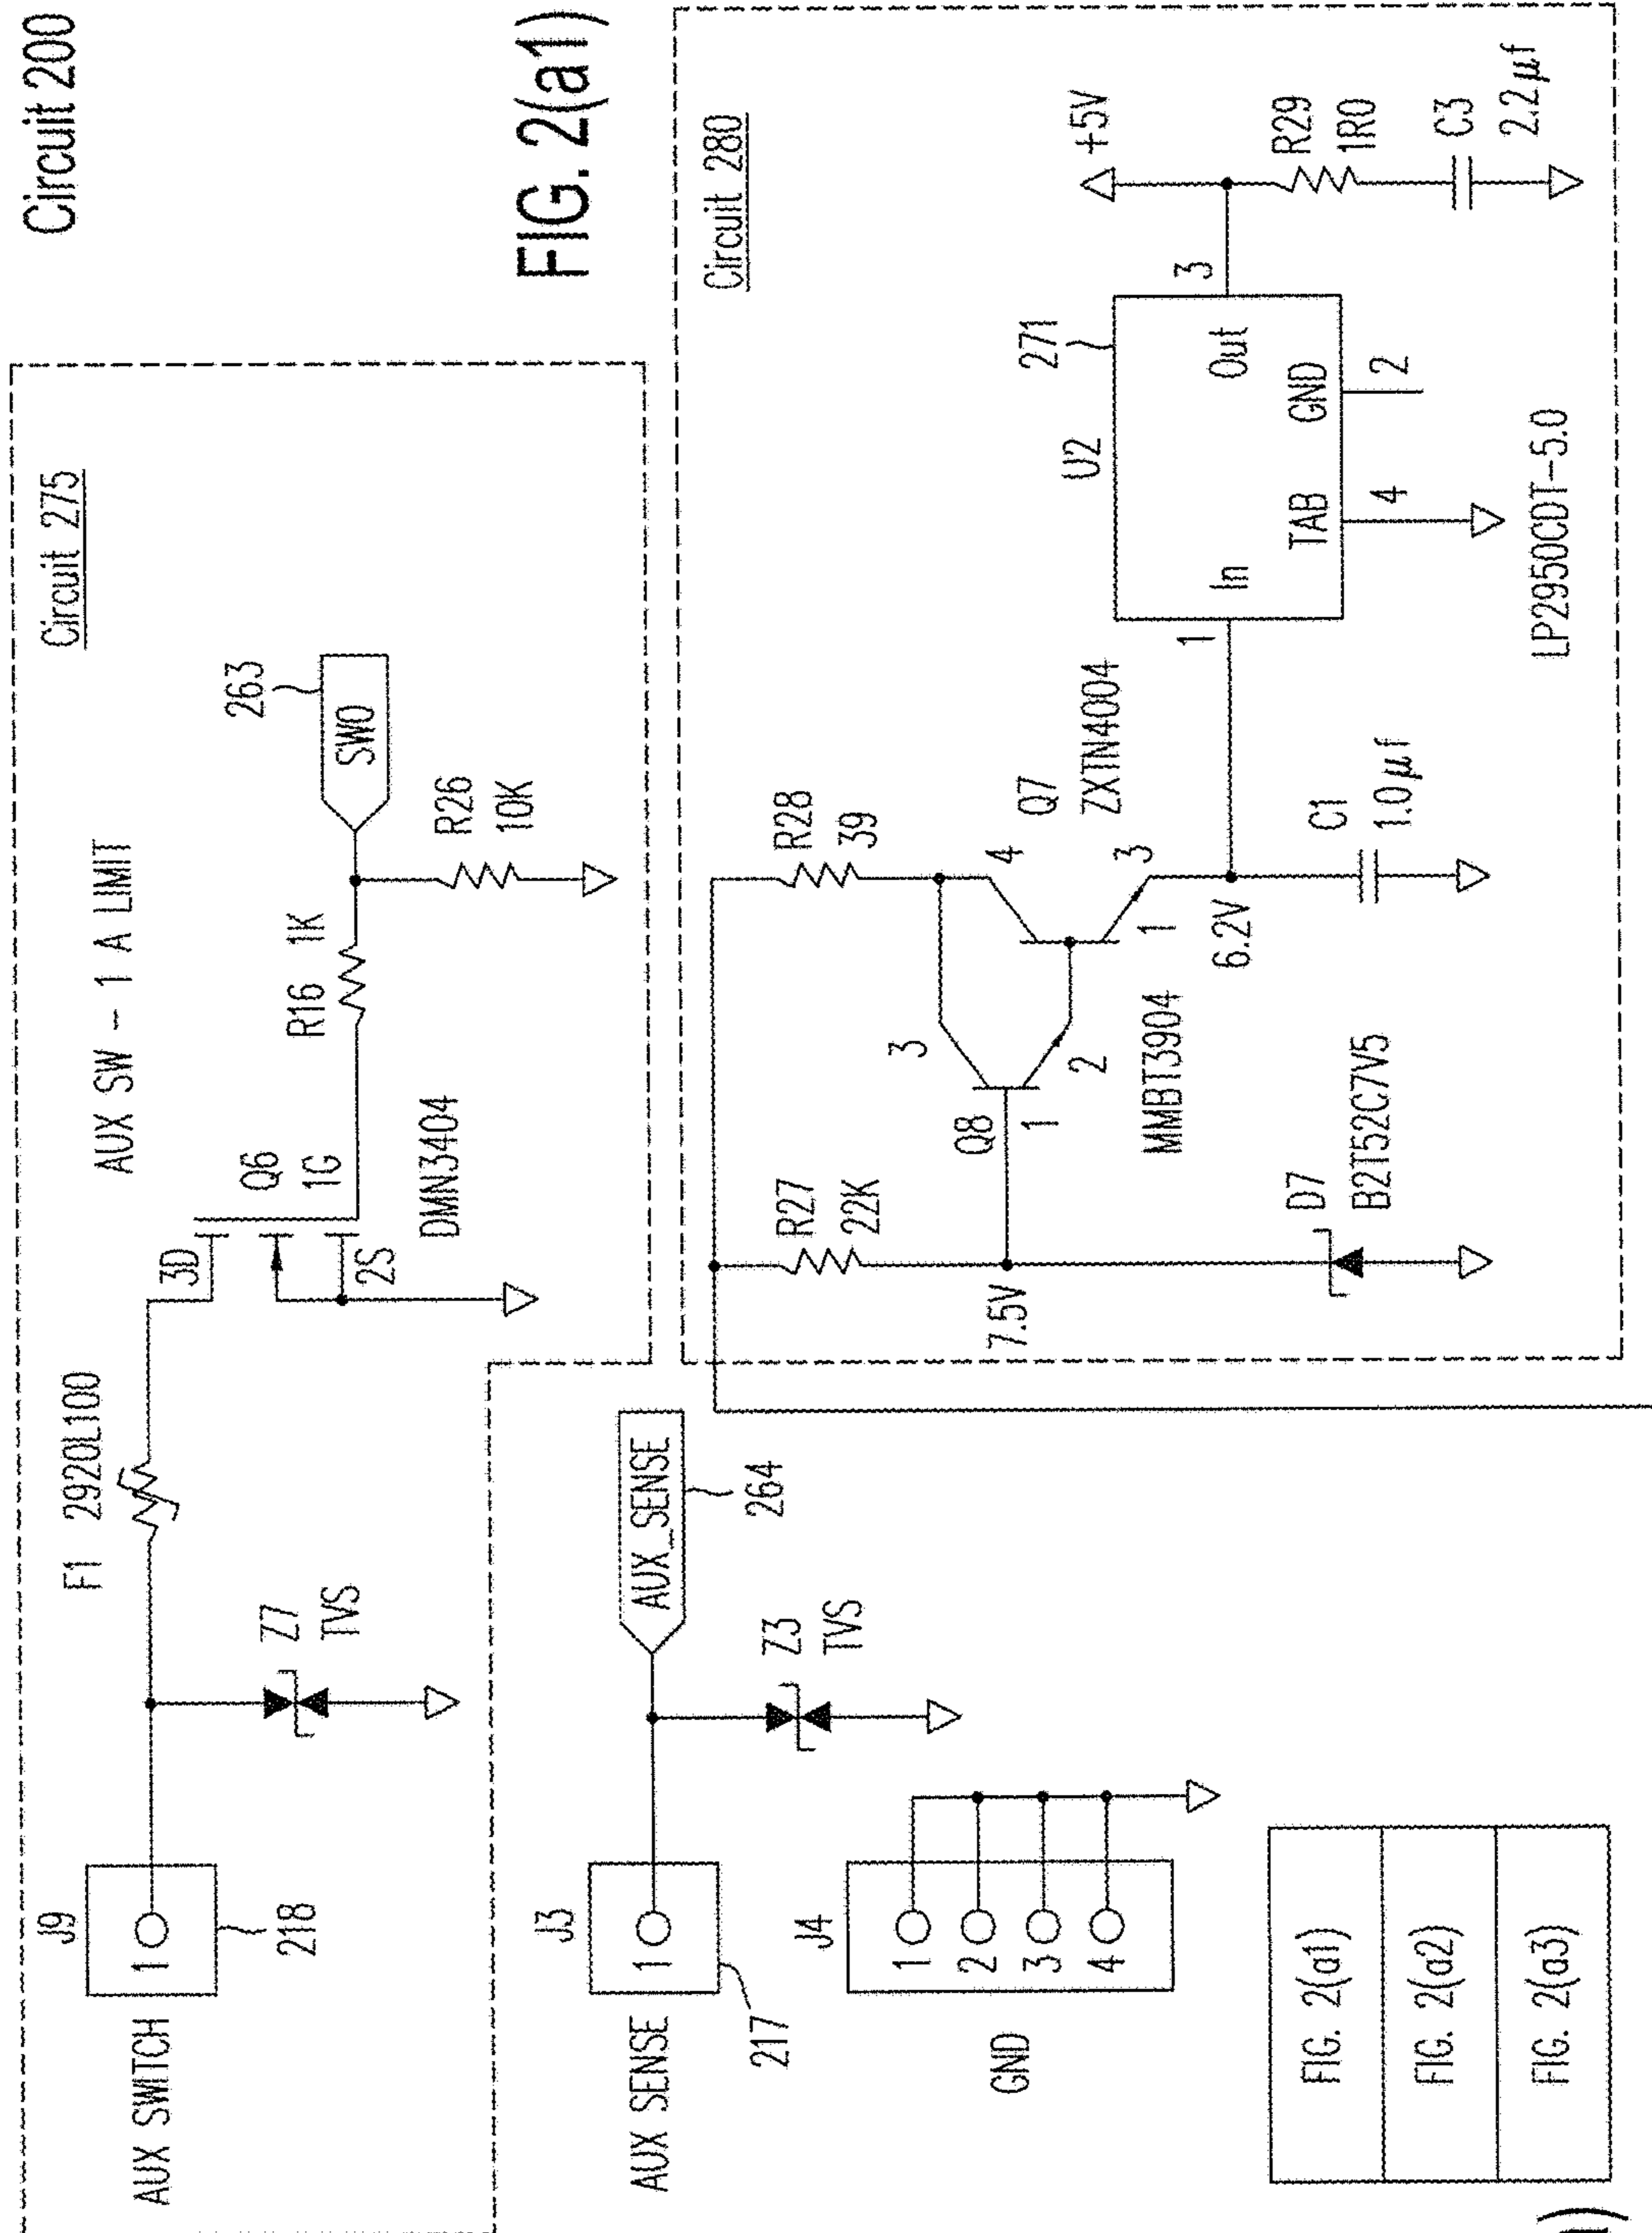 Circuit 200
FIG. 2(a1)
Circuit 275
AUX SW - 1 A LIMIT
J9
1
218
AUX SWITCH
F1 2920L100
Z7
TVS
3D
Q6
1G
2S
DMN3404
R16 1K
SWO
263
R26
10K
J3
1
217
AUX SENSE
AUX_SENSE
264
Z3
TVS
J4
1
2
3
4
GND
Circuit 280
R27
22K
7.5V
D7
B2T52C7V5
Q8
1
2
3
MMBT3904
R28
39
4
Q7
ZXTN4004
3
1
6.2V
C1
1.0µf
U2
271
1
In
Out
3
TAB
GND
4
2
LP2950CDT-5.0
+5V
R29
1R0
C3
2.2µf
FIG. 2(a1)
FIG. 2(a2)
FIG. 2(a3)